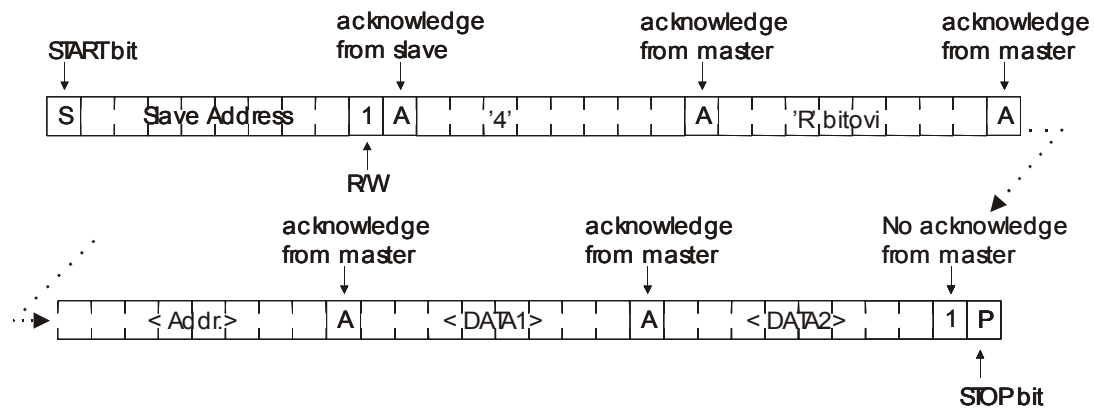 START bit
acknowledge
from slave
acknowledge
from master
acknowledge
from master
S Slave Address 1 A '4' A 'R' bitovi A
R/W
acknowledge
from master
acknowledge
from master
No acknowledge
from master
< Addr.> A < DATA1> A < DATA2> 1 P
STOP bit